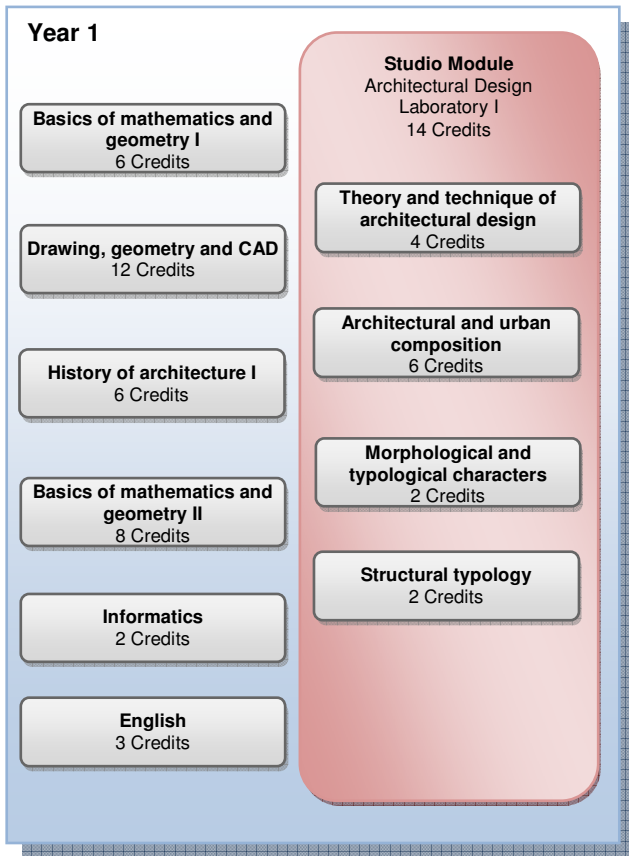 Year 1
Basics of mathematics and
geometry I
6 Credits
Drawing, geometry and CAD
12 Credits
History of architecture I
6 Credits
Basics of mathematics and
geometry II
8 Credits
Informatics
2 Credits
English
3 Credits
Studio Module
Architectural Design
Laboratory I
14 Credits
Theory and technique of
architectural design
4 Credits
Architectural and urban
composition
6 Credits
Morphological and
typological characters
2 Credits
Structural typology
2 Credits